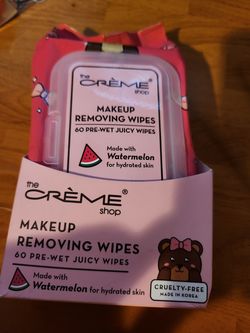 the
CRÈME®
shop
MAKEUP
REMOVING WIPES
60 PRE-WET JUICY WIPES
Made with
Watermelon
for hydrated skin
the
CRÈME®
shop
MAKEUP
REMOVING WIPES
60 PRE-WET JUICY WIPES
Made with
Watermelon for hydrated skin
CRUELTY-FREE
MADE IN KOREA